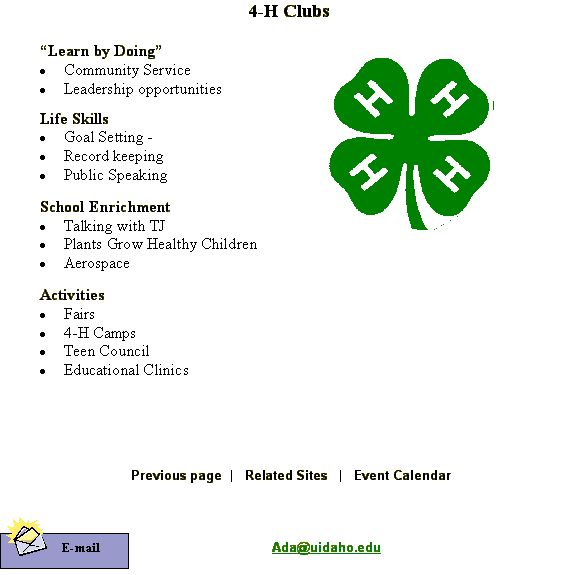 4-H Clubs
“Learn by Doing”
• Community Service
• Leadership opportunities
Life Skills
• Goal Setting -
• Record keeping
• Public Speaking
School Enrichment
• Talking with TJ
• Plants Grow Healthy Children
• Aerospace
Activities
• Fairs
• 4-H Camps
• Teen Council
• Educational Clinics
H H
H H
Previous page | Related Sites | Event Calendar
E-mail
Ada@uidaho.edu